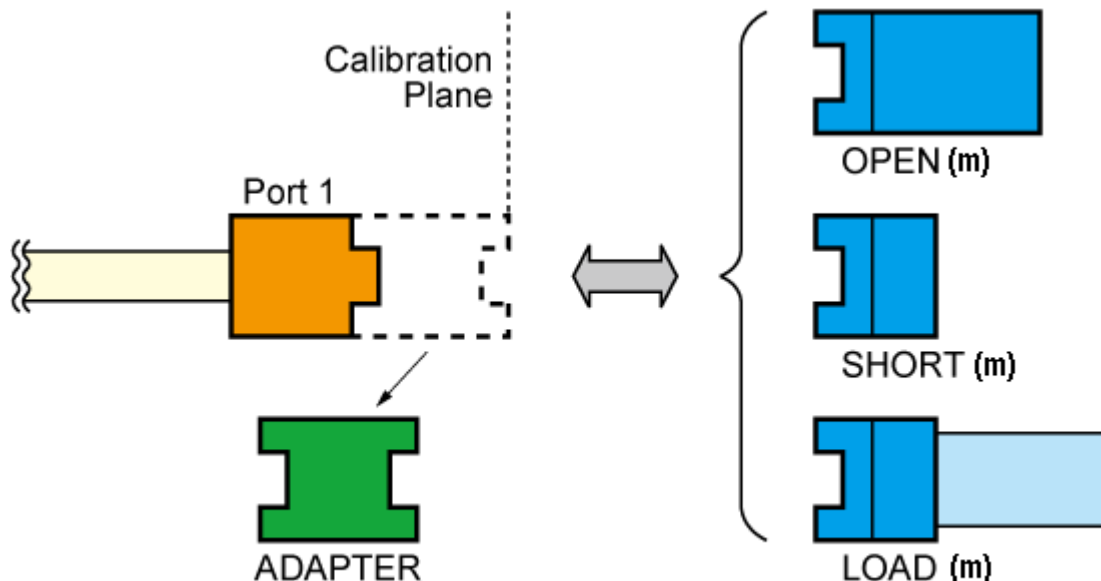 Calibration
Plane
Port 1
ADAPTER
OPEN (m)
SHORT (m)
LOAD (m)